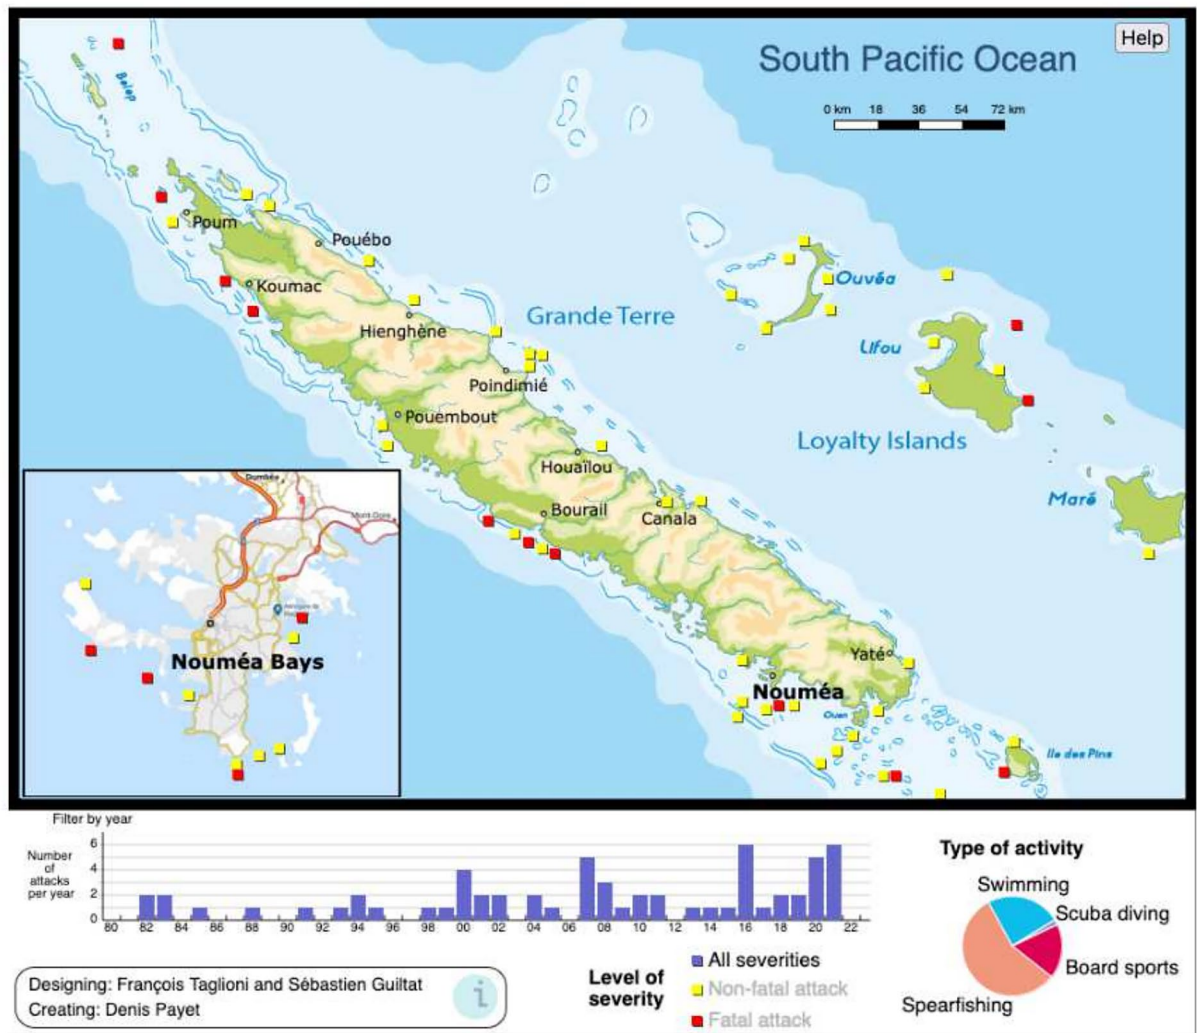 Help
South Pacific Ocean
0 km 18 36 54 72 km
Belep
Poum
Pouébo
Koumac
Ouvéa
Grande Terre
Hienghène
Lifou
Poindimié
Pouembout
Loyalty Islands
Houaïlou
Maré
Bourail
Canala
Dumbéa
Mont-Dore
Nouméa Bays
Yaté
Nouméa
Ouen
Ile des Pins
Filter by year
Number
of
attacks
per year
6
4
2
0
80 82 84 86 88 90 92 94 96 98 00 02 04 06 08 10 12 14 16 18 20 22
Type of activity
Swimming
Scuba diving
Board sports
Spearfishing
Designing: François Taglioni and Sébastien Guiltat
Creating: Denis Payet
i
Level of
severity
All severities
Non-fatal attack
Fatal attack